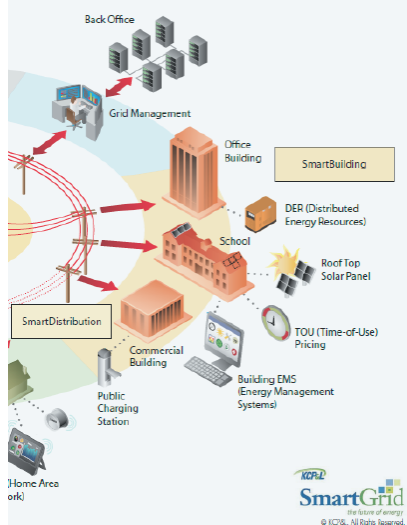 Back Office
Grid Management
Office
Building
SmartBuilding
DER (Distributed
Energy Resources)
School
Roof Top
Solar Panel
SmartDistribution
TOU (Time-of-Use)
Pricing
Commercial
Building
Building EMS
(Energy Management
Systems)
Public
Charging
Station
(Home Area
ork)
KCP&L
SmartGrid
the future of energy
© KCP&L. All Rights Reserved.